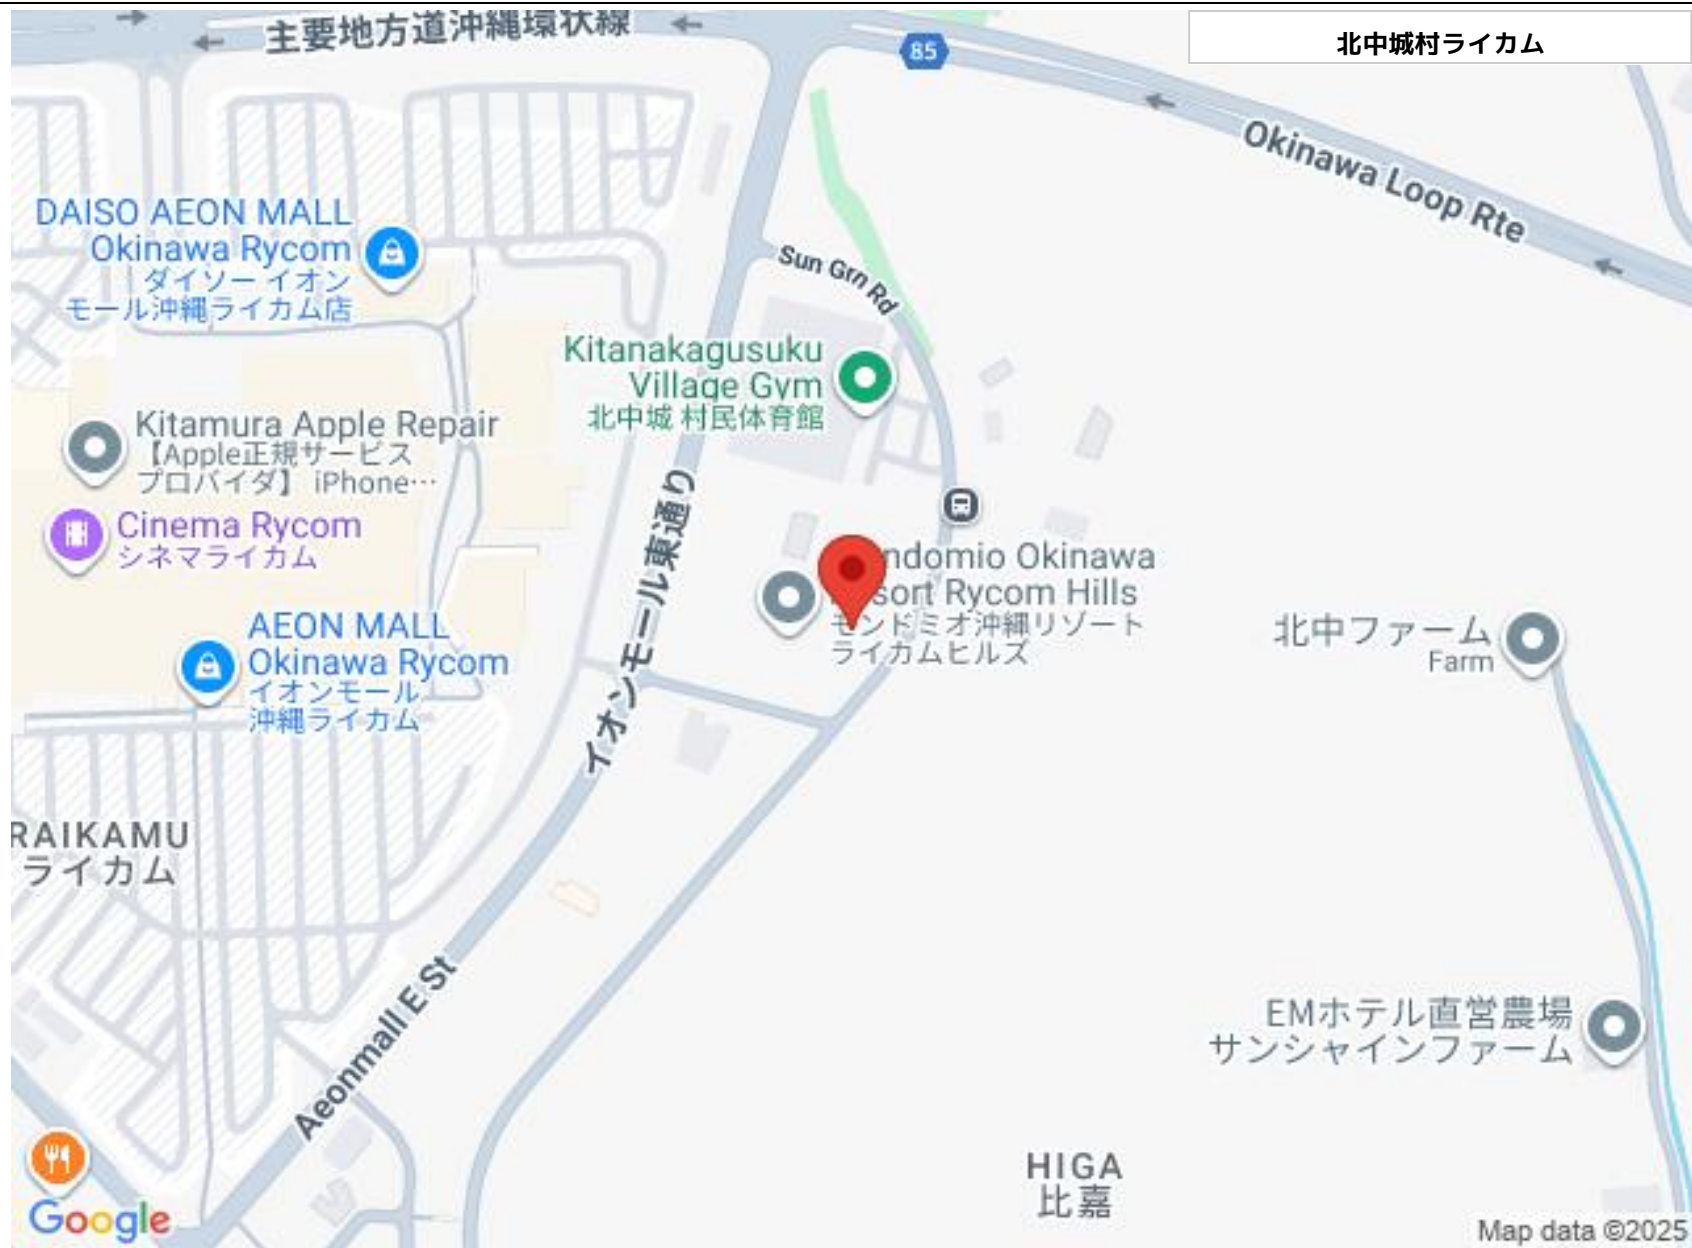 主要地方道沖縄環状線
85
北中城村ライカム
Okinawa Loop Rte
DAISO AEON MALL
Okinawa Rycom
ダイソー イオン
モール沖縄ライカム店
Sun Grn Rd
Kitanakagusuku
Village Gym
北中城 村民体育館
Kitamura Apple Repair
【Apple正規サービス
プロバイダ】 iPhone…
Cinema Rycom
シネマライカム
イオンモール東通り
ndomio Okinawa
sort Rycom Hills
モンドミオ沖縄リゾート
ライカムヒルズ
AEON MALL
Okinawa Rycom
イオンモール
沖縄ライカム
北中ファーム
Farm
RAIKAMU
ライカム
Aeonmall E St
EMホテル直営農場
サンシャインファーム
HIGA
比嘉
Google
Map data ©2025